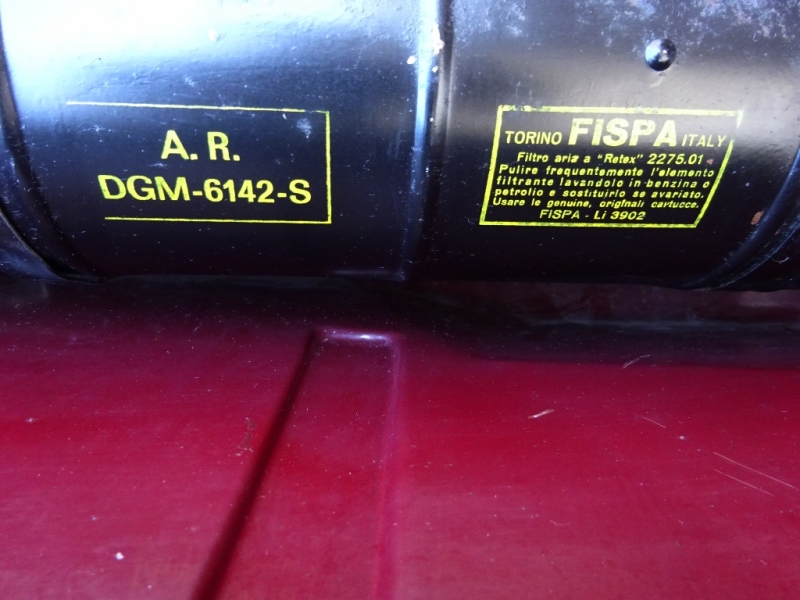 A. R.
DGM-6142-S
TORINO FISPA ITALY
Filtro aria a "Retex" 2275.01
Pulire frequentemente l'elemento
filtrante lavandolo in benzina o
petrolio e sostituirlo se avariato.
Usare le genuine, originali cartucce.
FISPA - Li 3902